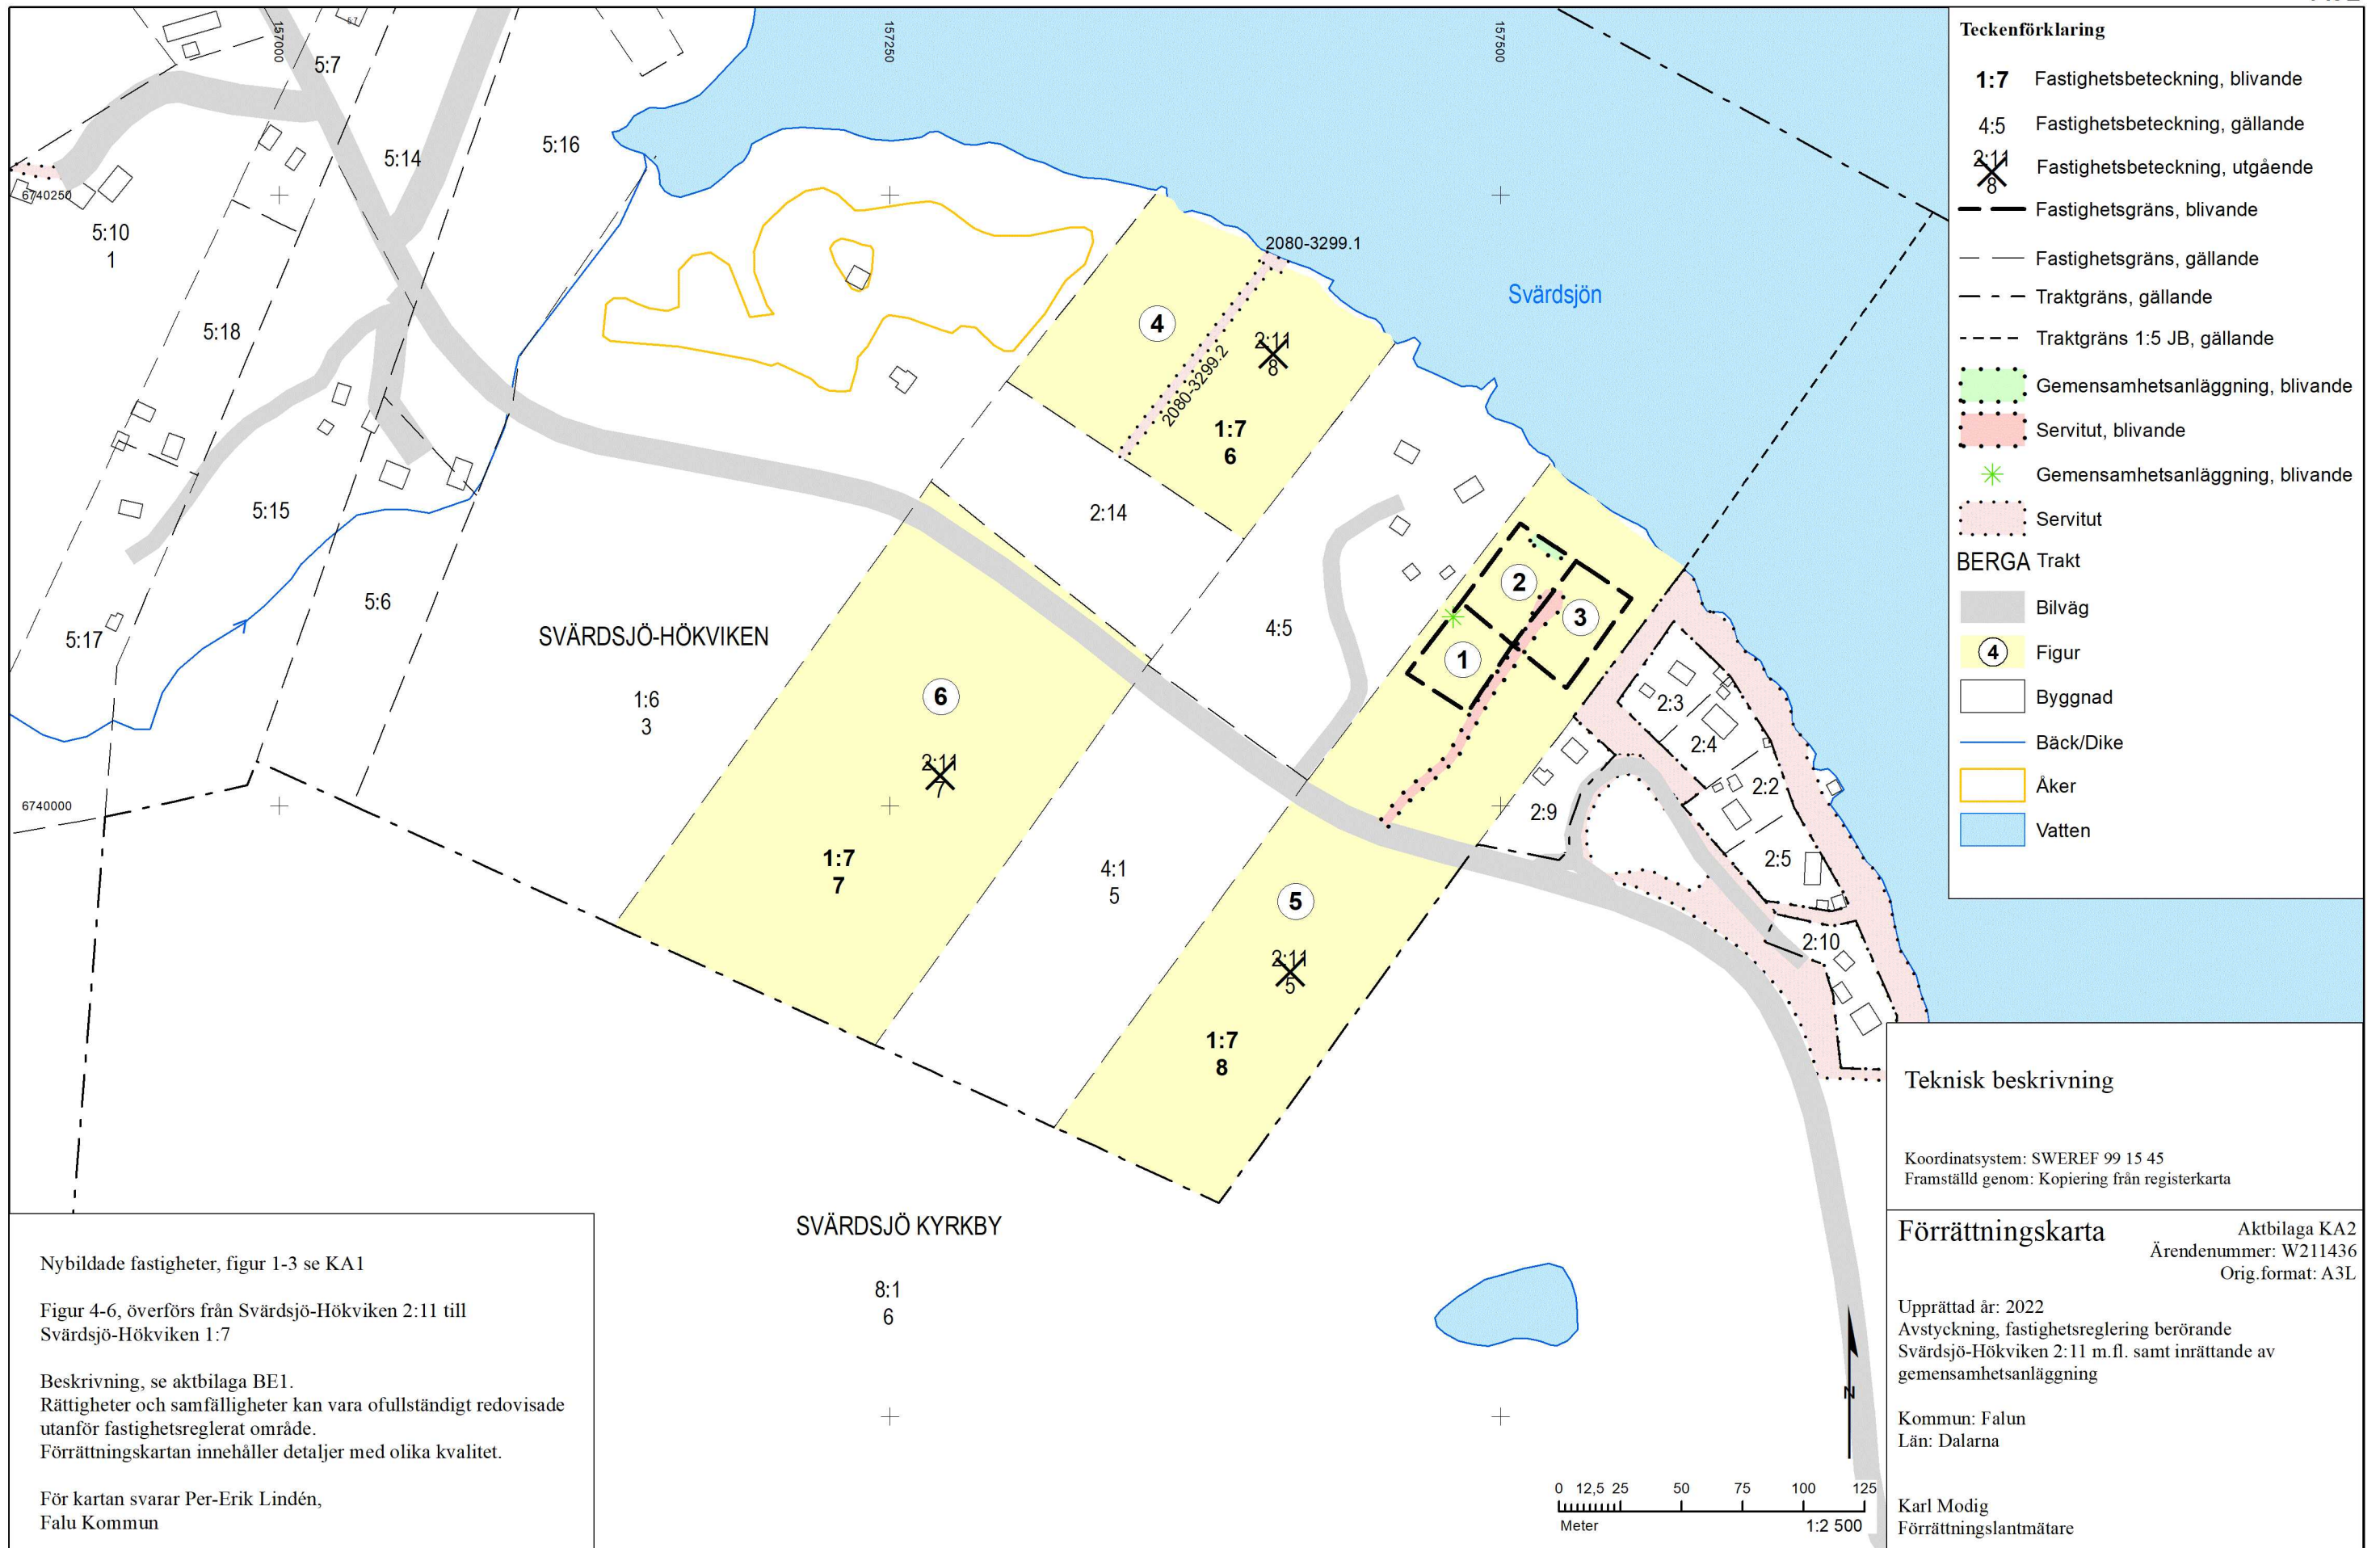 157000
157250
157500
5:7
5:14
5:16
6740250
5:10
1
5:18
2080-3299.1
Svärdsjön
4
2:11
8
2080-3299.2
1:7
6
5:15
2:14
5:6
5:17
SVÄRDSJÖ-HÖKVIKEN
1:6
3
4:5
2
3
1
6
2:11
7
1:7
7
2:3
2:4
2:2
2:9
2:5
2:10
6740000
4:1
5
5
2:11
5
1:7
8
SVÄRDSJÖ KYRKBY
8:1
6
Teckenförklaring
1:7 Fastighetsbeteckning, blivande
4:5 Fastighetsbeteckning, gällande
2:11
8 Fastighetsbeteckning, utgående
Fastighetsgräns, blivande
Fastighetsgräns, gällande
Traktgräns, gällande
Traktgräns 1:5 JB, gällande
Gemensamhetsanläggning, blivande
Servitut, blivande
Gemensamhetsanläggning, blivande
Servitut
BERGA Trakt
Bilväg
4 Figur
Byggnad
Bäck/Dike
Åker
Vatten
Teknisk beskrivning
Koordinatsystem: SWEREF 99 15 45
Framställd genom: Kopiering från registerkarta
Förrättningskarta
Aktbilaga KA2
Ärendenummer: W211436
Orig.format: A3L
Upprättad år: 2022
Avstyckning, fastighetsreglering berörande
Svärdsjö-Hökviken 2:11 m.fl. samt inrättande av
gemensamhetsanläggning
Kommun: Falun
Län: Dalarna
Karl Modig
Förrättningslantmätare
N
0 12,5 25 50 75 100 125
Meter 1:2 500
Nybildade fastigheter, figur 1-3 se KA1
Figur 4-6, överförs från Svärdsjö-Hökviken 2:11 till
Svärdsjö-Hökviken 1:7
Beskrivning, se aktbilaga BE1.
Rättigheter och samfälligheter kan vara ofullständigt redovisade
utanför fastighetsreglerat område.
Förrättningskartan innehåller detaljer med olika kvalitet.
För kartan svarar Per-Erik Lindén,
Falu Kommun